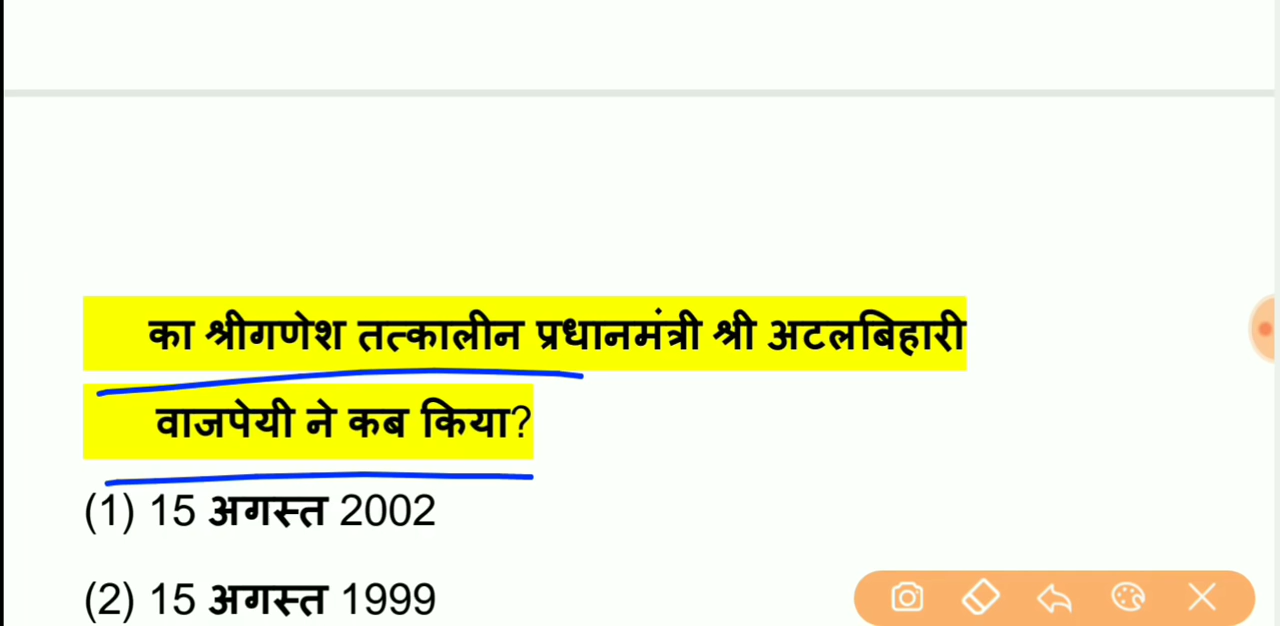 का श्रीगणेश तत्कालीन प्रधानमंत्री श्री अटलबिहारी
वाजपेयी ने कब किया?
(1) 15 अगस्त 2002
(2) 15 अगस्त 1999